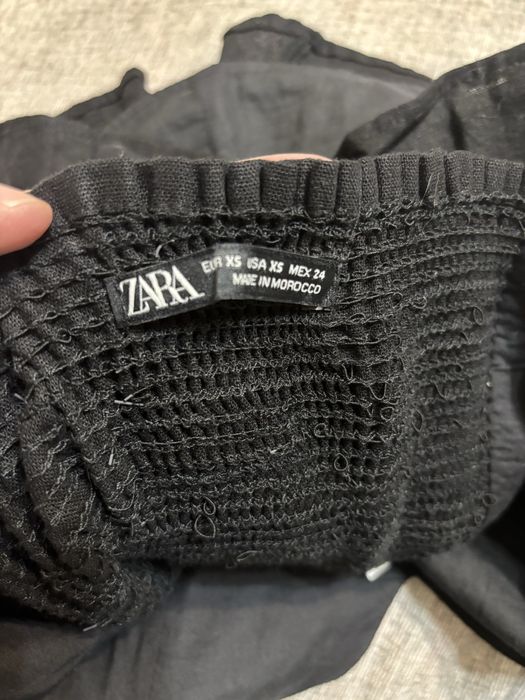 ZARA
EUR XS USA XS MEX 24
MADE IN MOROCCO